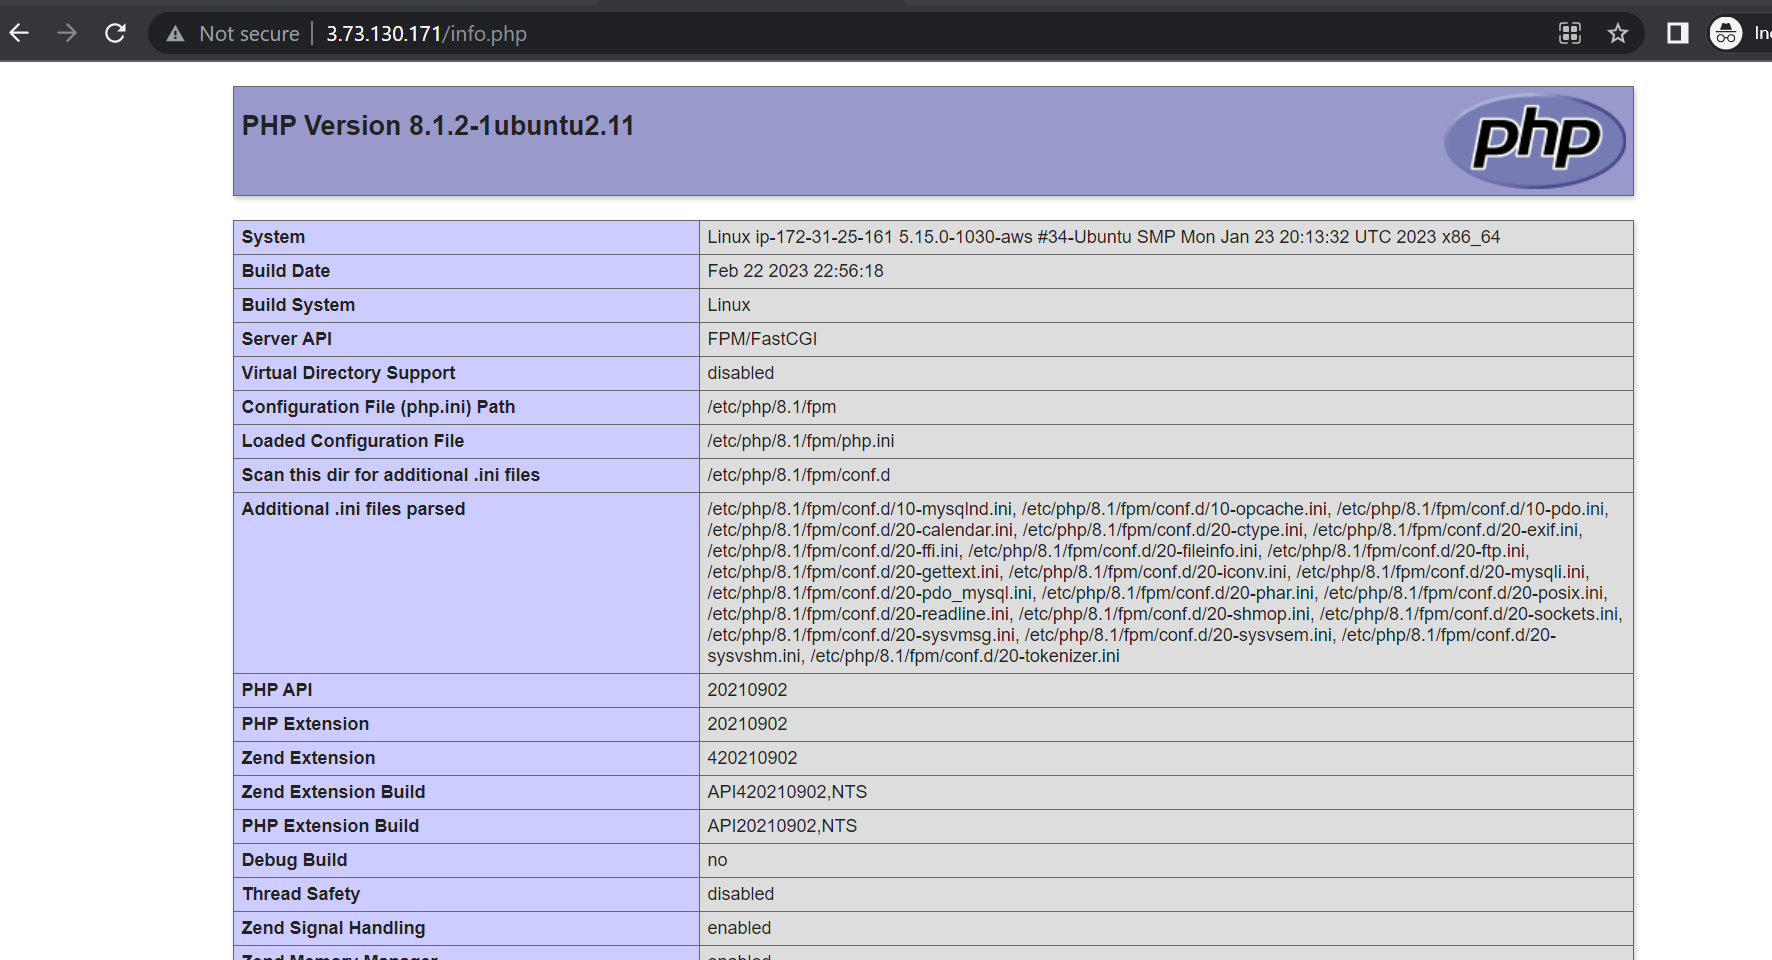 Not secure 3.73.130.171/info.php
PHP Version 8.1.2-1ubuntu2.11
php
System Linux ip-172-31-25-161 5.15.0-1030-aws #34-Ubuntu SMP Mon Jan 23 20:13:32 UTC 2023 x86_64
Build Date Feb 22 2023 22:56:18
Build System Linux
Server API FPM/FastCGI
Virtual Directory Support disabled
Configuration File (php.ini) Path /etc/php/8.1/fpm
Loaded Configuration File /etc/php/8.1/fpm/php.ini
Scan this dir for additional .ini files /etc/php/8.1/fpm/conf.d
Additional .ini files parsed /etc/php/8.1/fpm/conf.d/10-mysqlnd.ini, /etc/php/8.1/fpm/conf.d/10-opcache.ini, /etc/php/8.1/fpm/conf.d/10-pdo.ini,
/etc/php/8.1/fpm/conf.d/20-calendar.ini, /etc/php/8.1/fpm/conf.d/20-ctype.ini, /etc/php/8.1/fpm/conf.d/20-exif.ini,
/etc/php/8.1/fpm/conf.d/20-ffi.ini, /etc/php/8.1/fpm/conf.d/20-fileinfo.ini, /etc/php/8.1/fpm/conf.d/20-ftp.ini,
/etc/php/8.1/fpm/conf.d/20-gettext.ini, /etc/php/8.1/fpm/conf.d/20-iconv.ini, /etc/php/8.1/fpm/conf.d/20-mysqli.ini,
/etc/php/8.1/fpm/conf.d/20-pdo_mysql.ini, /etc/php/8.1/fpm/conf.d/20-phar.ini, /etc/php/8.1/fpm/conf.d/20-posix.ini,
/etc/php/8.1/fpm/conf.d/20-readline.ini, /etc/php/8.1/fpm/conf.d/20-shmop.ini, /etc/php/8.1/fpm/conf.d/20-sockets.ini,
/etc/php/8.1/fpm/conf.d/20-sysvmsg.ini, /etc/php/8.1/fpm/conf.d/20-sysvsem.ini, /etc/php/8.1/fpm/conf.d/20-
sysvshm.ini, /etc/php/8.1/fpm/conf.d/20-tokenizer.ini
PHP API 20210902
PHP Extension 20210902
Zend Extension 420210902
Zend Extension Build API420210902,NTS
PHP Extension Build API20210902,NTS
Debug Build no
Thread Safety disabled
Zend Signal Handling enabled
Zend Memory Manager enabled